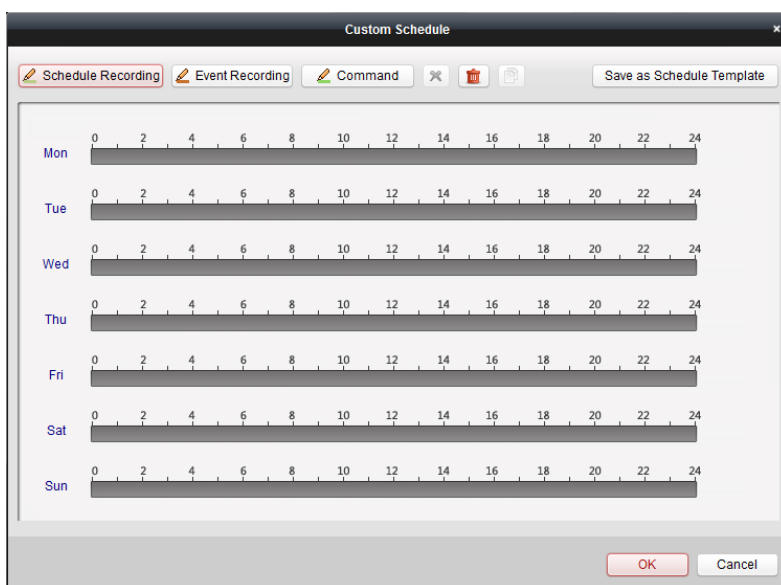 Custom Schedule
Schedule Recording Event Recording Command Save as Schedule Template
0 2 4 6 8 10 12 14 16 18 20 22 24
Mon
0 2 4 6 8 10 12 14 16 18 20 22 24
Tue
0 2 4 6 8 10 12 14 16 18 20 22 24
Wed
0 2 4 6 8 10 12 14 16 18 20 22 24
Thu
0 2 4 6 8 10 12 14 16 18 20 22 24
Fri
0 2 4 6 8 10 12 14 16 18 20 22 24
Sat
0 2 4 6 8 10 12 14 16 18 20 22 24
Sun
OK Cancel